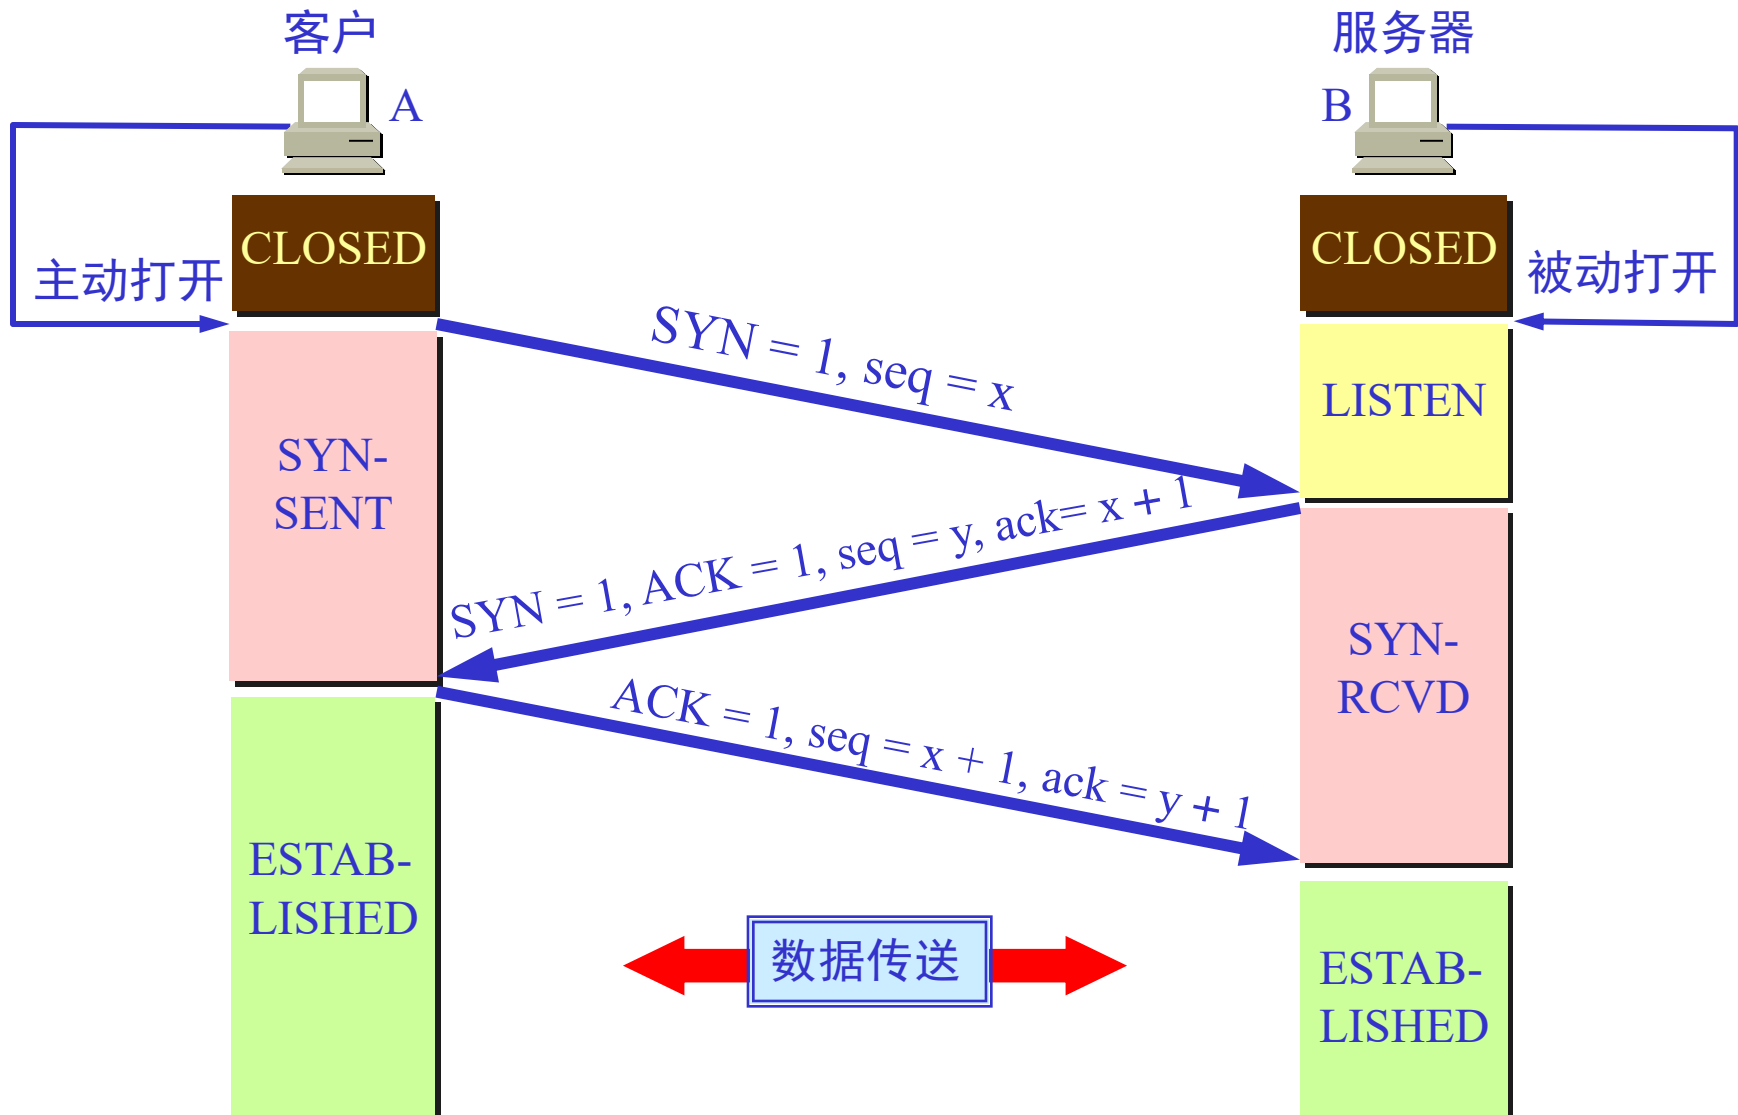 客户
服务器
A
B
CLOSED
CLOSED
主动打开
被动打开
SYN = 1, seq = x
LISTEN
SYN-
SENT
SYN = 1, ACK = 1, seq = y, ack= x + 1
SYN-
RCVD
ACK = 1, seq = x + 1, ack = y + 1
ESTAB-
LISHED
数据传送
ESTAB-
LISHED